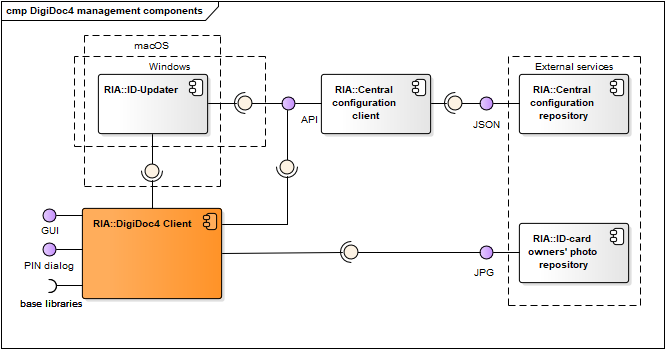 cmp DigiDoc4 management components
macOS
Windows
External services
RIA::ID-Updater
RIA::Central
configuration
client
RIA::Central
configuration
repository
API
JSON
RIA::DigiDoc4 Client
GUI
PIN dialog
base libraries
RIA::ID-card
owners' photo
repository
JPG